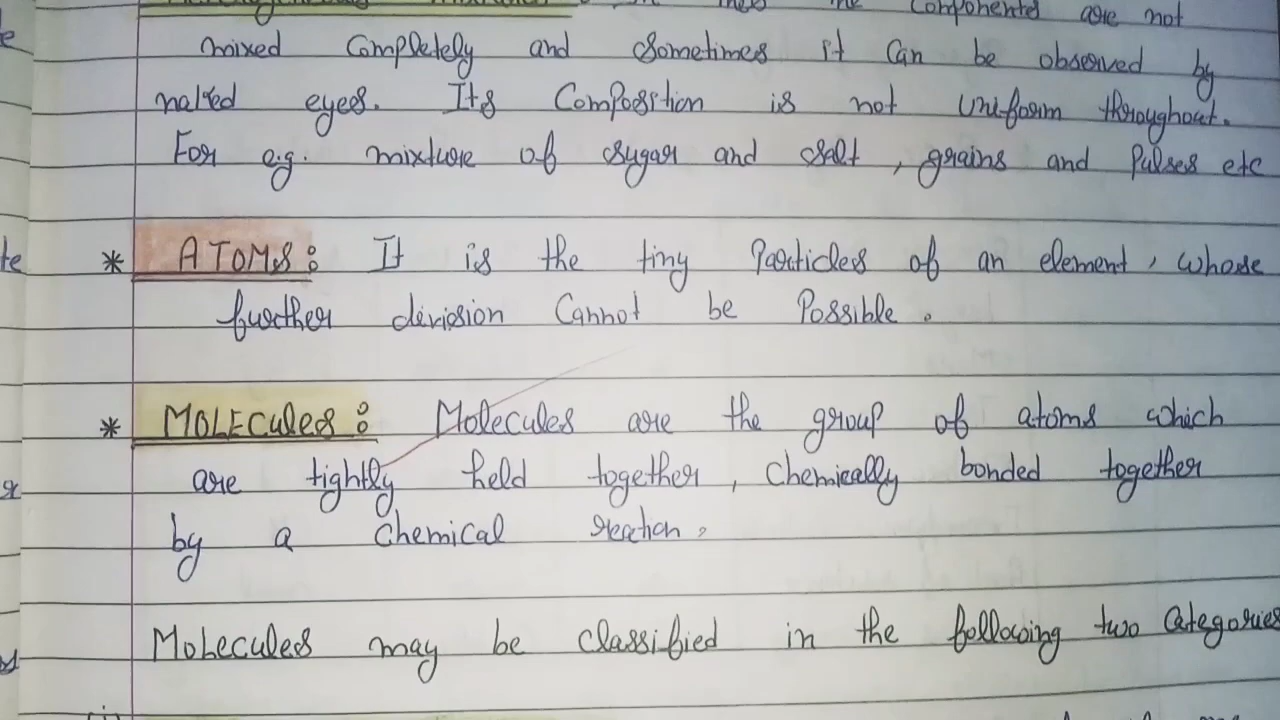 components are not
mixed completely and sometimes it can be observed by
naked eyes. Its composition is not uniform throughout.
For e.g. mixture of sugar and salt, grains and Pulses etc
* ATOMS: It is the tiny Particles of an element, whose
further division Cannot be Possible.
* MOLECULES: Molecules are the group of atoms which
are tightly held together, Chemically bonded together
by a Chemical reaction.
Molecules may be classified in the following two Categories